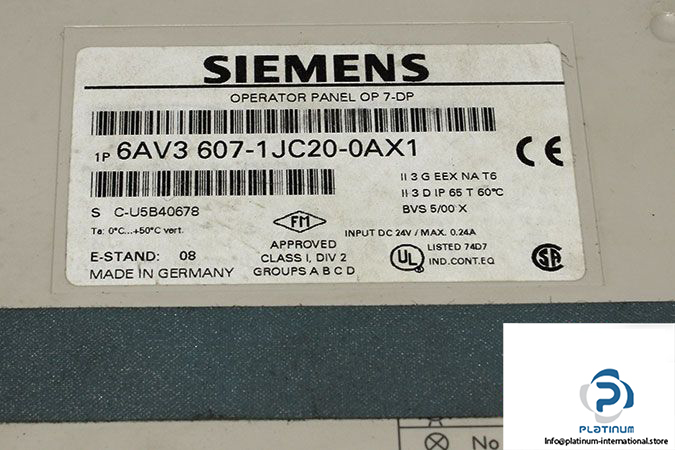 SIEMENS
OPERATOR PANEL OP 7-DP
1P 6AV3 607-1JC20-0AX1
CE
II 3 G EEX NA T6
II 3 D IP 65 T 60°C
BVS 5/00 X
S C-U5B40678
Ta: 0°C...+50°C vert.
FM
APPROVED
CLASS I, DIV 2
GROUPS A B C D
INPUT DC 24V / MAX. 0.24A
UL
LISTED 74D7
IND.CONT.EQ
SA
E-STAND: 08
MADE IN GERMANY
No
PLATINUM
Info@platinum-international.store